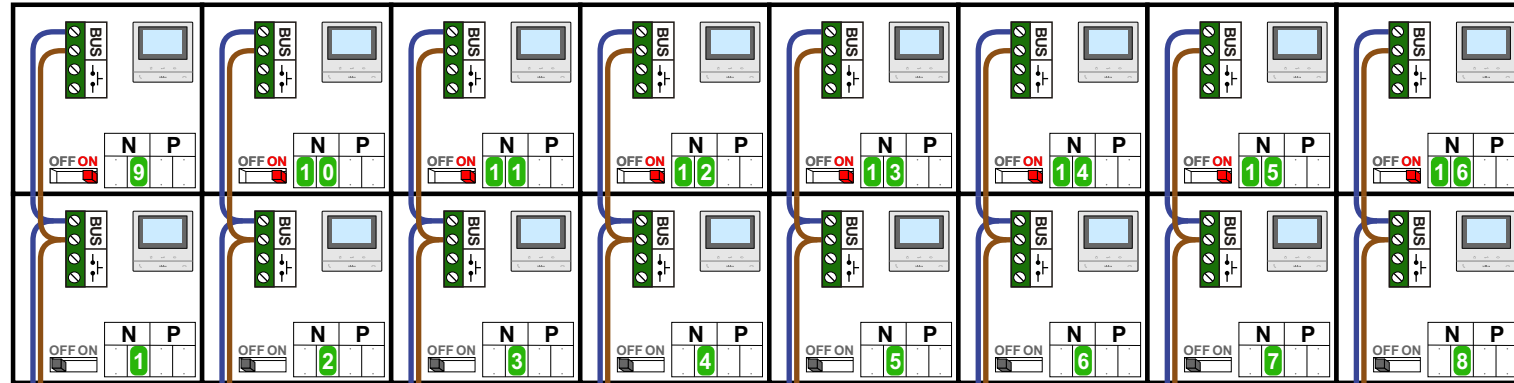 BUS BUS BUS BUS BUS BUS BUS BUS
N P N P N P N P N P N P N P N P
OFF ON 9 OFF ON 10 OFF ON 11 OFF ON 12 OFF ON 13 OFF ON 14 OFF ON 15 OFF ON 16
BUS BUS BUS BUS BUS BUS BUS BUS
N P N P N P N P N P N P N P N P
OFF ON 1 OFF ON 2 OFF ON 3 OFF ON 4 OFF ON 5 OFF ON 6 OFF ON 7 OFF ON 8